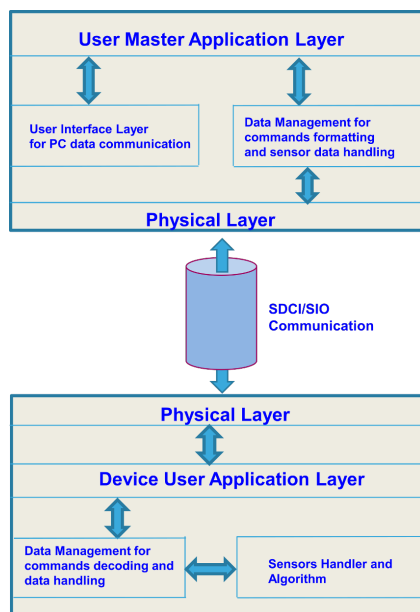 User Master Application Layer
User Interface Layer
for PC data communication
Data Management for
commands formatting
and sensor data handling
Physical Layer
SDCI/SIO
Communication
Physical Layer
Device User Application Layer
Data Management for
commands decoding and
data handling
Sensors Handler and
Algorithm